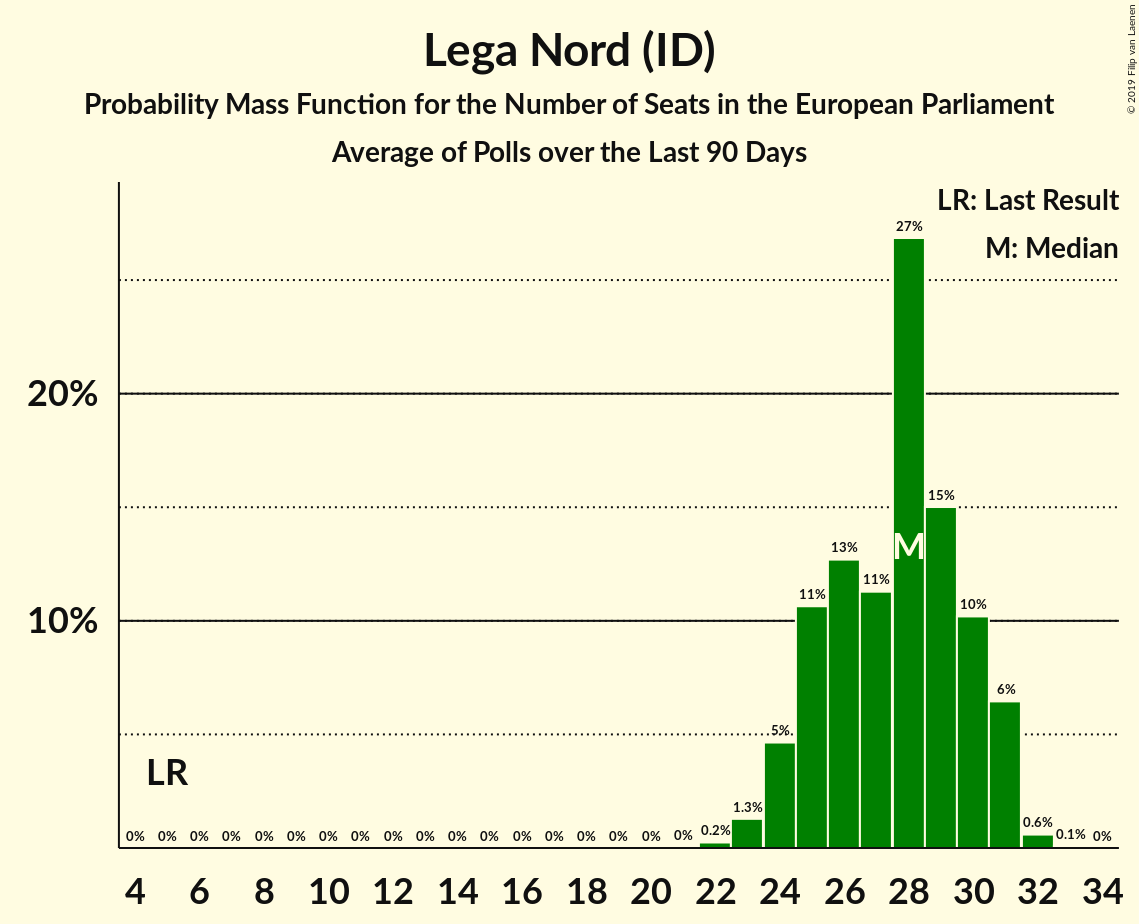 Lega Nord (ID)
Probability Mass Function for the Number of Seats in the European Parliament
Average of Polls over the Last 90 Days
© 2019 Filip van Laenen
LR: Last Result
M: Median
27%
20%
15%
13%
M
11%
11%
10%
10%
6%
5%
LR
1.3%
0% 0% 0% 0% 0% 0% 0% 0% 0% 0% 0% 0% 0% 0% 0% 0% 0% 0% 0.2% 0.6% 0.1% 0%
4 6 8 10 12 14 16 18 20 22 24 26 28 30 32 34